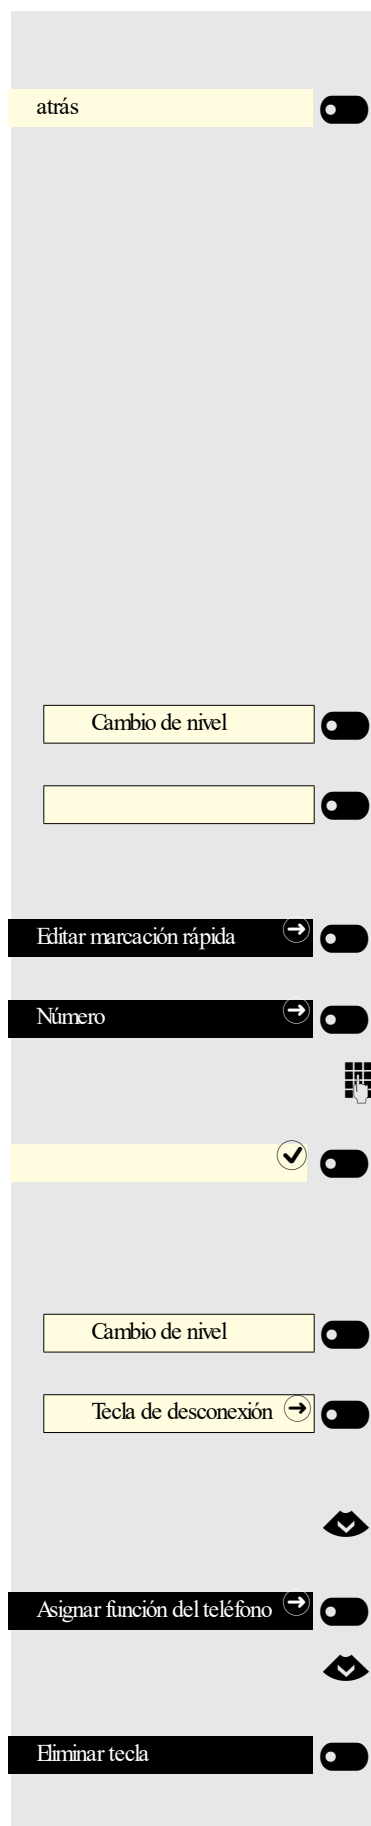 atrás
Cambio de nivel
Editar marcación rápida
Número
Cambio de nivel
Tecla de desconexión
Asignar función del teléfono
Eliminar tecla